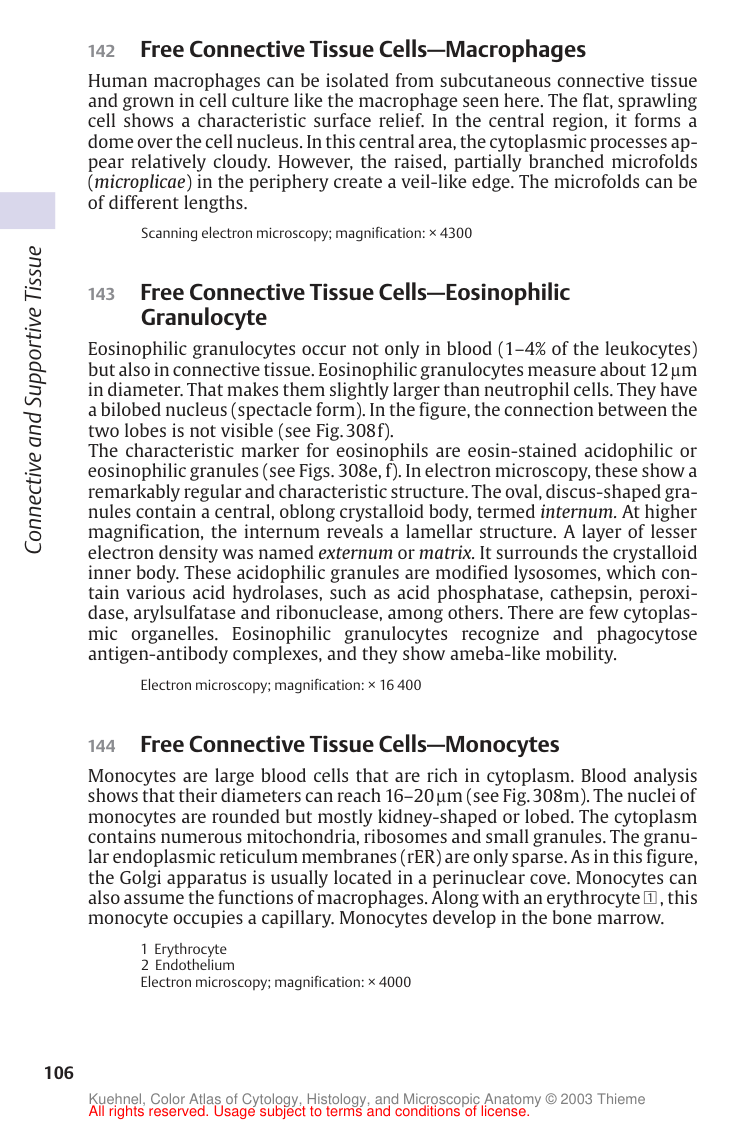 142 Free Connective Tissue Cells—Macrophages
Human macrophages can be isolated from subcutaneous connective tissue
and grown in cell culture like the macrophage seen here. The flat, sprawling
cell shows a characteristic surface relief. In the central region, it forms a
dome over the cell nucleus. In this central area, the cytoplasmic processes ap-
pear relatively cloudy. However, the raised, partially branched microfolds
(microplicae) in the periphery create a veil-like edge. The microfolds can be
of different lengths.
Scanning electron microscopy; magnification: × 4300
Connective and Supportive Tissue
143 Free Connective Tissue Cells—Eosinophilic
Granulocyte
Eosinophilic granulocytes occur not only in blood (1–4% of the leukocytes)
but also in connective tissue. Eosinophilic granulocytes measure about 12 µm
in diameter. That makes them slightly larger than neutrophil cells. They have
a bilobed nucleus (spectacle form). In the figure, the connection between the
two lobes is not visible (see Fig. 308 f).
The characteristic marker for eosinophils are eosin-stained acidophilic or
eosinophilic granules (see Figs. 308e, f). In electron microscopy, these show a
remarkably regular and characteristic structure. The oval, discus-shaped gra-
nules contain a central, oblong crystalloid body, termed internum. At higher
magnification, the internum reveals a lamellar structure. A layer of lesser
electron density was named externum or matrix. It surrounds the crystalloid
inner body. These acidophilic granules are modified lysosomes, which con-
tain various acid hydrolases, such as acid phosphatase, cathepsin, peroxi-
dase, arylsulfatase and ribonuclease, among others. There are few cytoplas-
mic organelles. Eosinophilic granulocytes recognize and phagocytose
antigen-antibody complexes, and they show ameba-like mobility.
Electron microscopy; magnification: × 16 400
144 Free Connective Tissue Cells—Monocytes
Monocytes are large blood cells that are rich in cytoplasm. Blood analysis
shows that their diameters can reach 16–20 µm (see Fig. 308m). The nuclei of
monocytes are rounded but mostly kidney-shaped or lobed. The cytoplasm
contains numerous mitochondria, ribosomes and small granules. The granu-
lar endoplasmic reticulum membranes (rER) are only sparse. As in this figure,
the Golgi apparatus is usually located in a perinuclear cove. Monocytes can
also assume the functions of macrophages. Along with an erythrocyte 1 , this
monocyte occupies a capillary. Monocytes develop in the bone marrow.
1 Erythrocyte
2 Endothelium
Electron microscopy; magnification: × 4000
106
Kuehnel, Color Atlas of Cytology, Histology, and Microscopic Anatomy © 2003 Thieme
All rights reserved. Usage subject to terms and conditions of license.